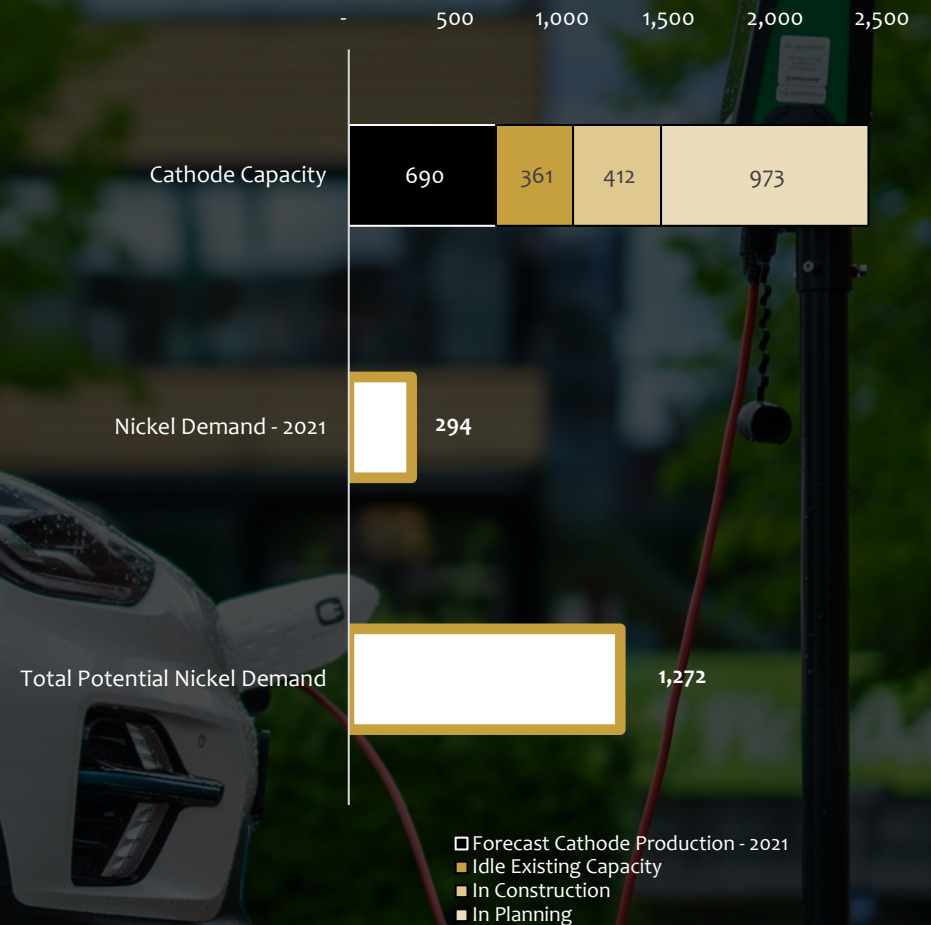 - 500 1,000 1,500 2,000 2,500
Cathode Capacity 690 361 412 973
Nickel Demand - 2021 294
Total Potential Nickel Demand 1,272
Forecast Cathode Production - 2021
Idle Existing Capacity
In Construction
In Planning